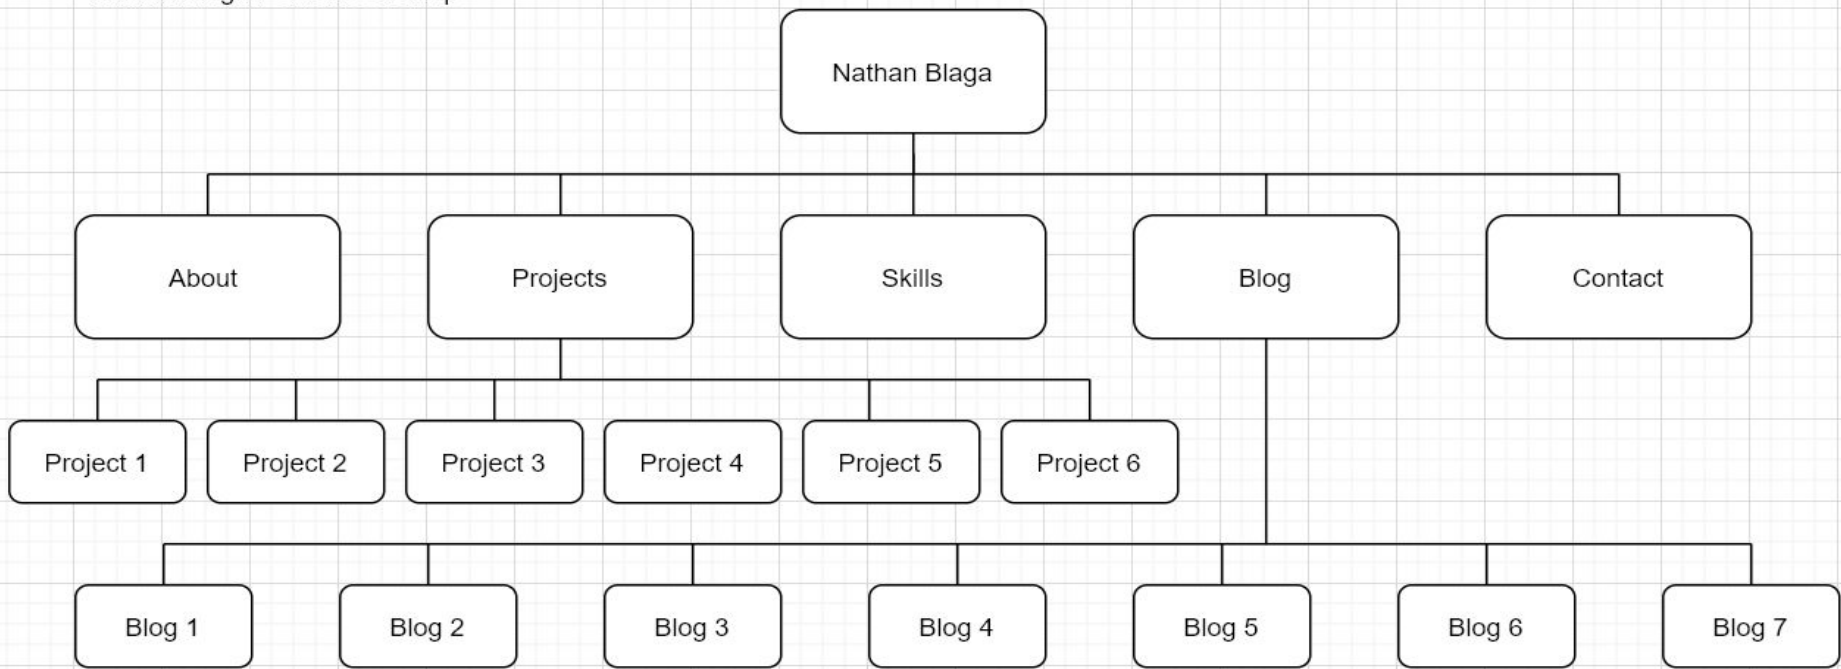 Nathan Blaga
About
Projects
Skills
Blog
Contact
Project 1
Project 2
Project 3
Project 4
Project 5
Project 6
Blog 1
Blog 2
Blog 3
Blog 4
Blog 5
Blog 6
Blog 7